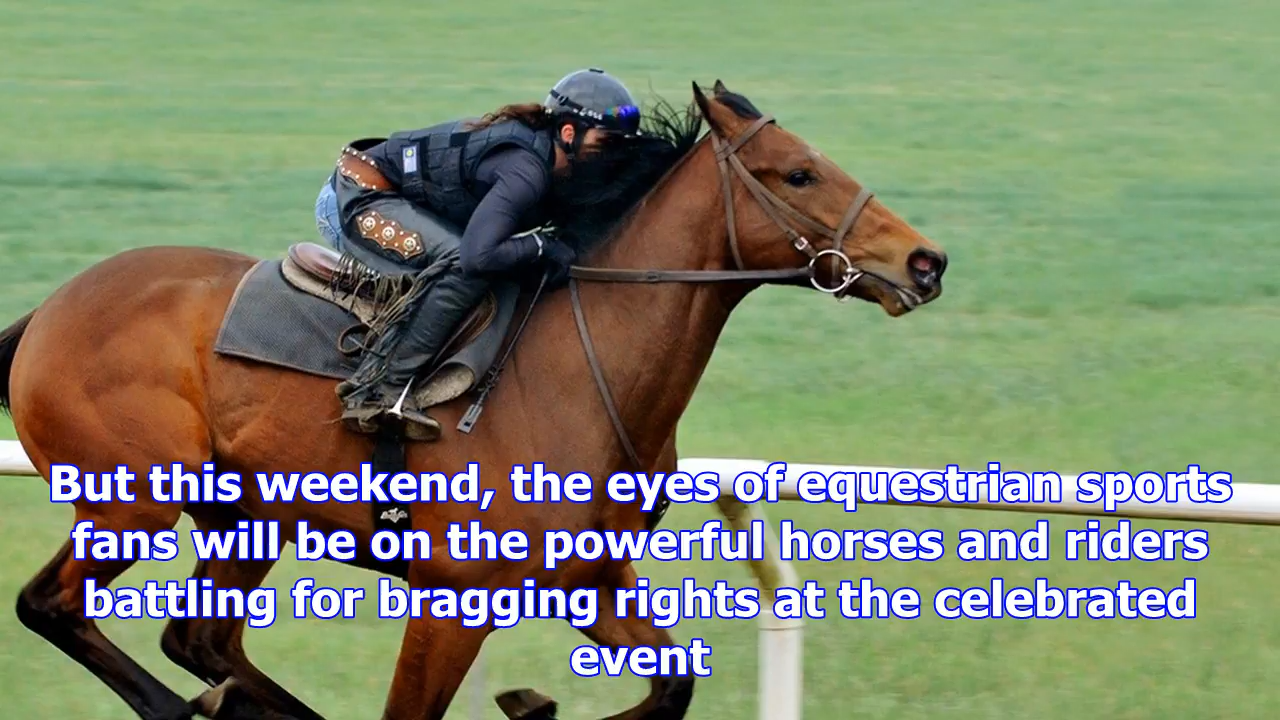 But this weekend, the eyes of equestrian sports
fans will be on the powerful horses and riders
battling for bragging rights at the celebrated
event